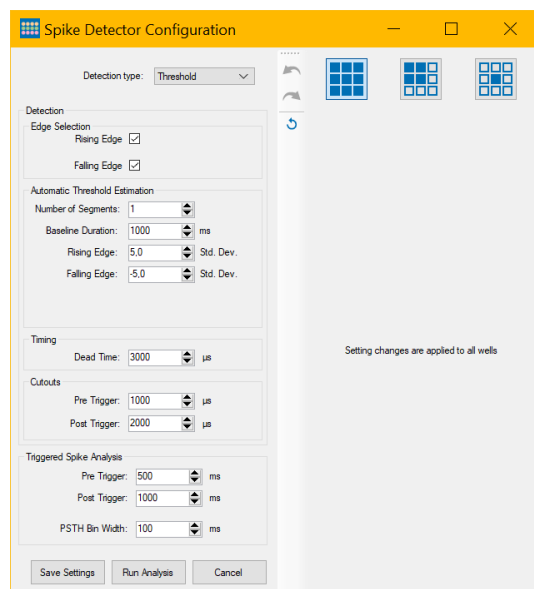 Spike Detector Configuration
Detection type: Threshold
Detection
Edge Selection
Rising Edge
Falling Edge
Automatic Threshold Estimation
Number of Segments: 1
Baseline Duration: 1000 ms
Rising Edge: 5,0 Std. Dev.
Falling Edge: -5,0 Std. Dev.
Timing
Dead Time: 3000 µs
Cutouts
Pre Trigger: 1000 µs
Post Trigger: 2000 µs
Triggered Spike Analysis
Pre Trigger: 500 ms
Post Trigger: 1000 ms
PSTH Bin Width: 100 ms
Save Settings Run Analysis Cancel
Setting changes are applied to all wells